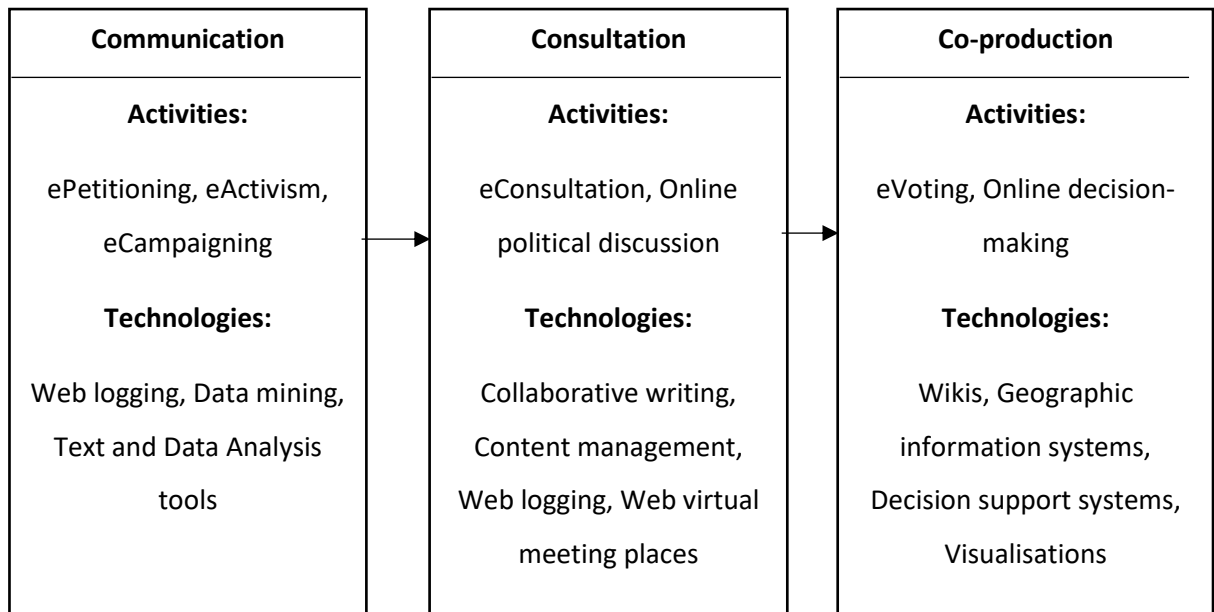 Communication
Activities:
ePetitioning, eActivism,
eCampaigning
Technologies:
Web logging, Data mining,
Text and Data Analysis
tools
Consultation
Activities:
eConsultation, Online
political discussion
Technologies:
Collaborative writing,
Content management,
Web logging, Web virtual
meeting places
Co-production
Activities:
eVoting, Online decision-
making
Technologies:
Wikis, Geographic
information systems,
Decision support systems,
Visualisations